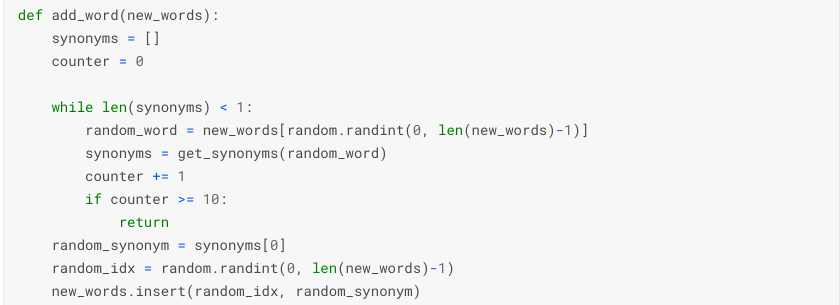 def add_word(new_words):
    synonyms = []
    counter = 0

    while len(synonyms) < 1:
        random_word = new_words[random.randint(0, len(new_words)-1)]
        synonyms = get_synonyms(random_word)
        counter += 1
        if counter >= 10:
            return
    random_synonym = synonyms[0]
    random_idx = random.randint(0, len(new_words)-1)
    new_words.insert(random_idx, random_synonym)